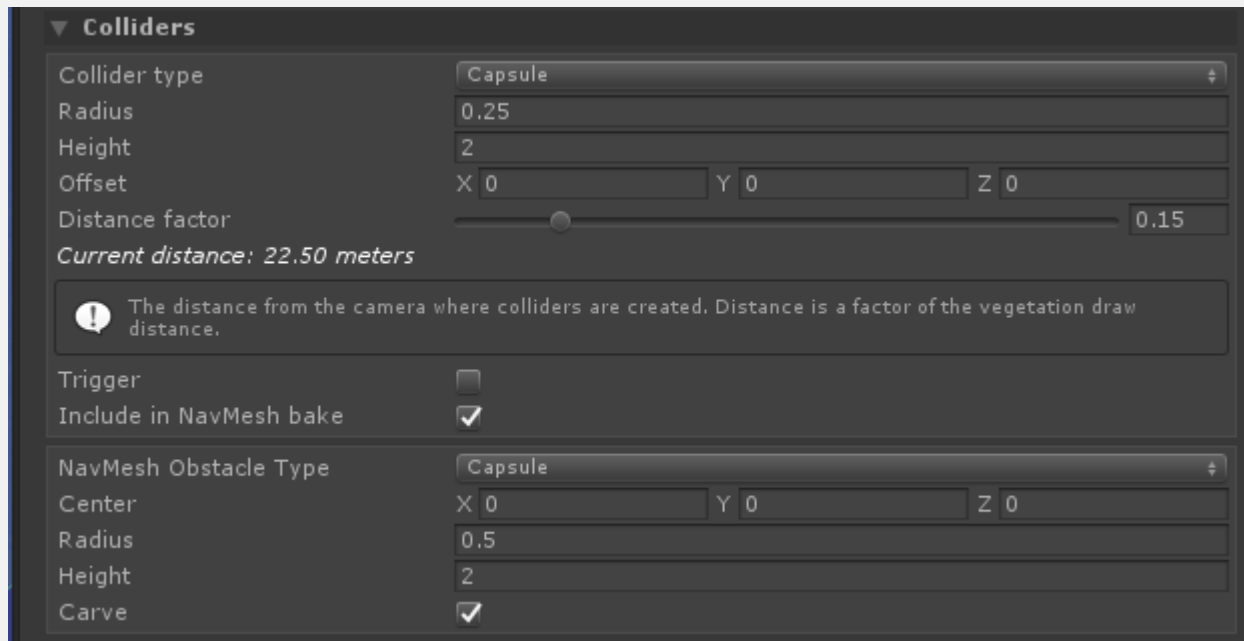 Colliders
Collider type Capsule
Radius 0.25
Height 2
Offset X 0 Y 0 Z 0
Distance factor 0.15
Current distance: 22.50 meters
The distance from the camera where colliders are created. Distance is a factor of the vegetation draw
distance.
Trigger
Include in NavMesh bake
NavMesh Obstacle Type Capsule
Center X 0 Y 0 Z 0
Radius 0.5
Height 2
Carve